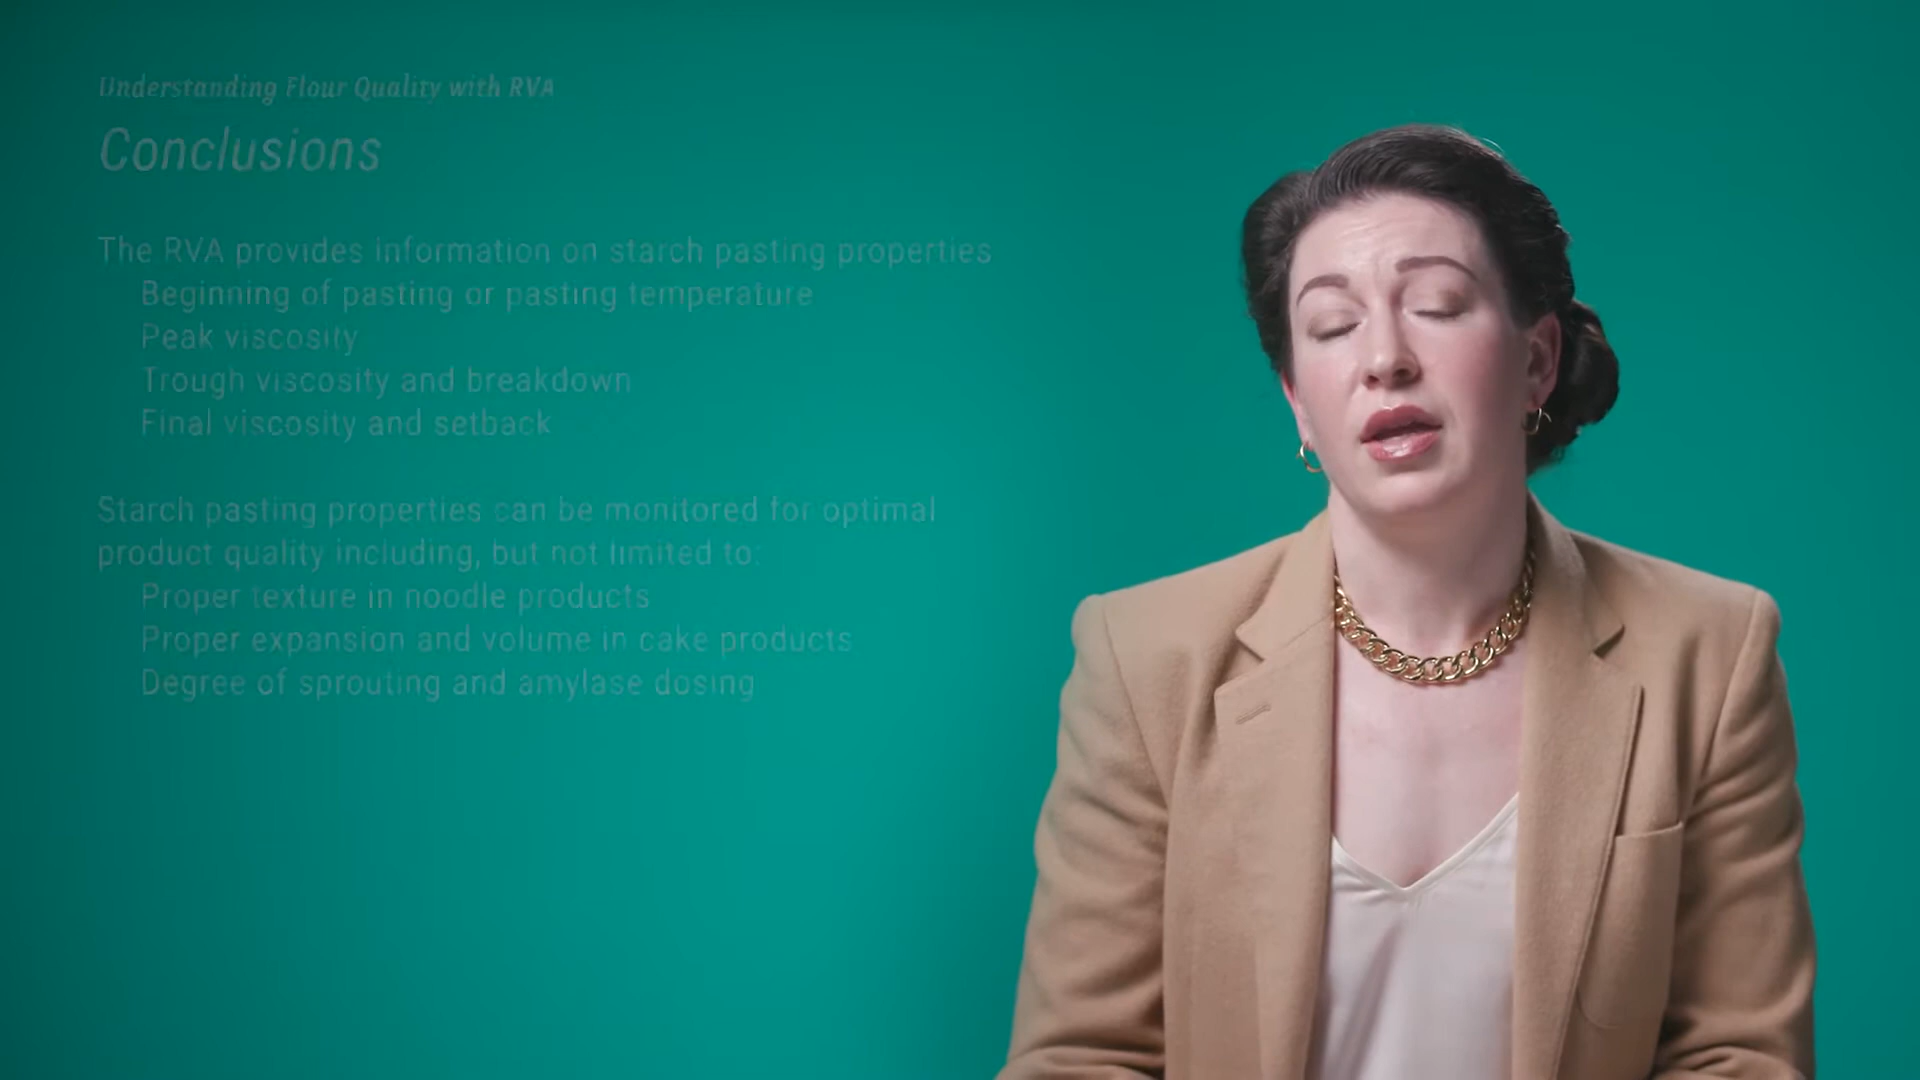 Understanding Flour Quality with RVA
Conclusions
The RVA provides information on starch pasting properties
Beginning of pasting or pasting temperature
Peak viscosity
Trough viscosity and breakdown
Final viscosity and setback
Starch pasting properties can be monitored for optimal
product quality including, but not limited to:
Proper texture in noodle products
Proper expansion and volume in cake products
Degree of sprouting and amylase dosing